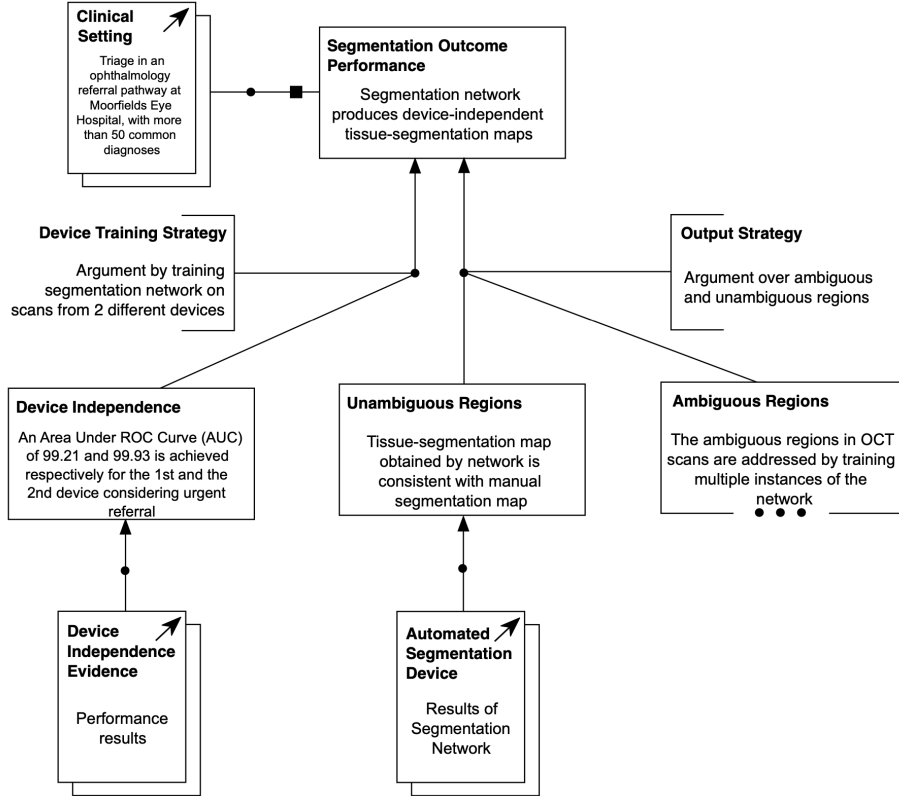 Clinical
Setting
Triage in an
ophthalmology
referral pathway at
Moorfields Eye
Hospital, with more
than 50 common
diagnoses
Segmentation Outcome
Performance
Segmentation network
produces device-independent
tissue-segmentation maps
Device Training Strategy
Argument by training
segmentation network on
scans from 2 different devices
Output Strategy
Argument over ambiguous
and unambiguous regions
Device Independence
An Area Under ROC Curve (AUC)
of 99.21 and 99.93 is achieved
respectively for the 1st and the
2nd device considering urgent
referral
Unambiguous Regions
Tissue-segmentation map
obtained by network is
consistent with manual
segmentation map
Ambiguous Regions
The ambiguous regions in OCT
scans are addressed by training
multiple instances of the
network
Device
Independence
Evidence
Performance
results
Automated
Segmentation
Device
Results of
Segmentation
Network